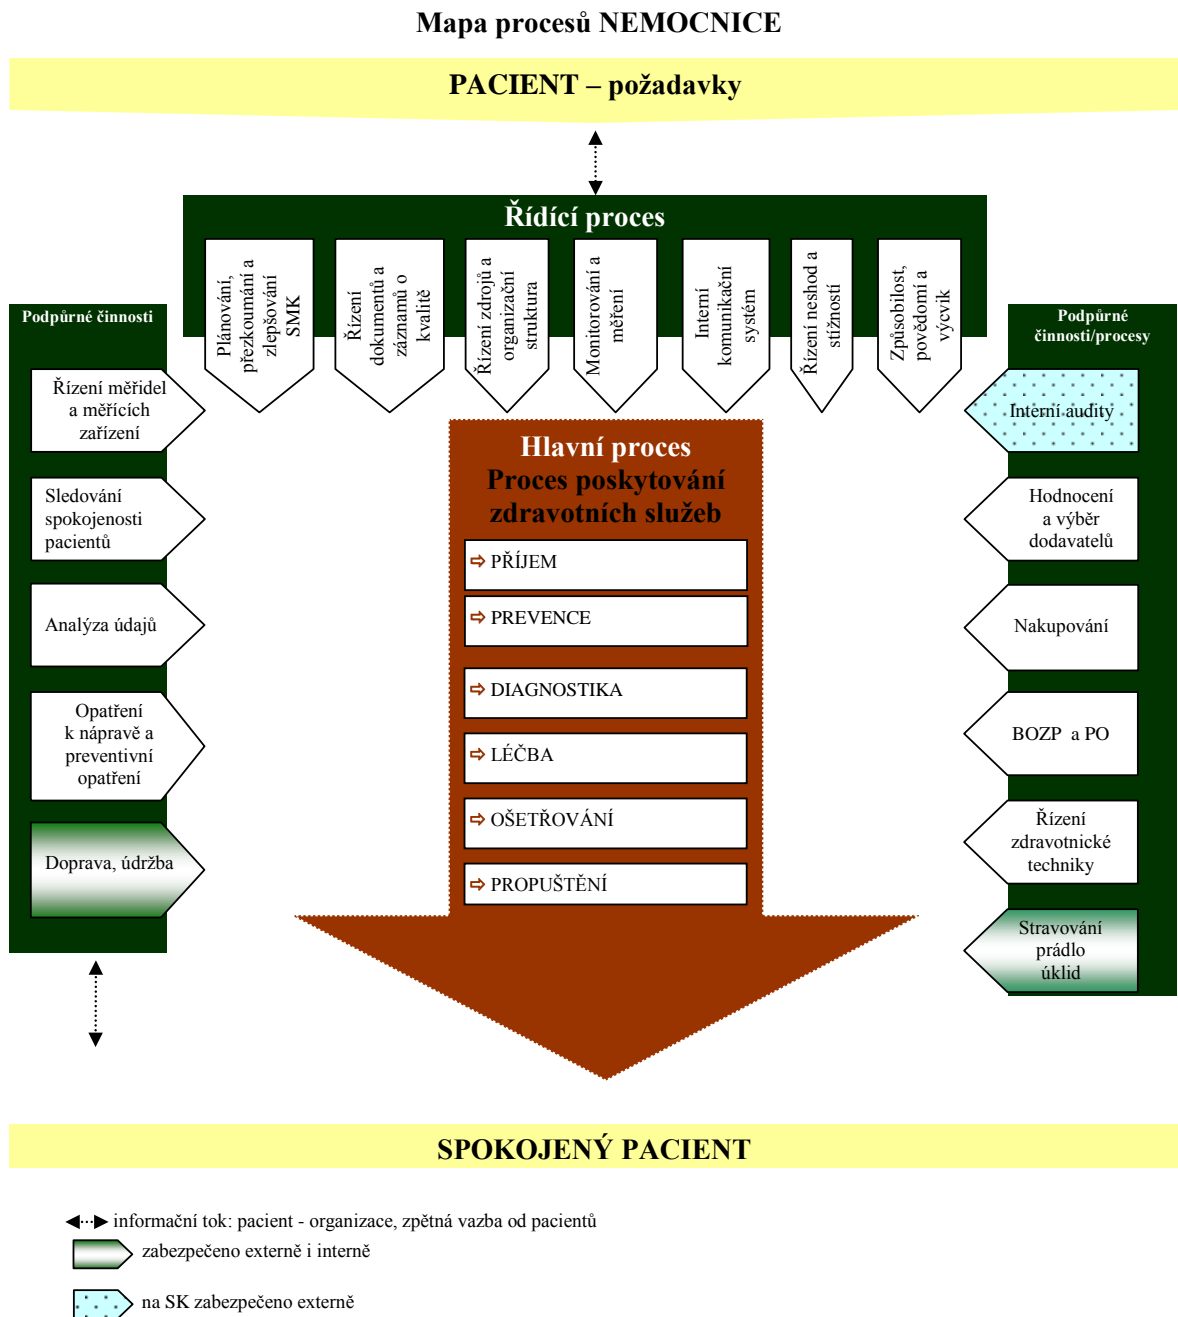 Mapa procesů NEMOCNICE
PACIENT – požadavky
Řídící proces
Plánování,
přezkoumání a
zlepšování
SMK
Řízení
dokumentů a
záznamů o
kvalitě
Řízení zdrojů a
organizační
struktura
Monitorování a
měření
Interní
komunikační
systém
Řízení neshod a
stížností
Způsobilost,
povědomí a
výcvik
Podpůrné činnosti
Řízení měřidel
a měřících
zařízení
Sledování
spokojenosti
pacientů
Analýza údajů
Opatření
k nápravě a
preventivní
opatření
Doprava, údržba
Hlavní proces
Proces poskytování
zdravotních služeb
PŘÍJEM
PREVENCE
DIAGNOSTIKA
LÉČBA
OŠETŘOVÁNÍ
PROPUŠTĚNÍ
Podpůrné
činnosti/procesy
Interní audity
Hodnocení
a výběr
dodavatelů
Nakupování
BOZP a PO
Řízení
zdravotnické
techniky
Stravování
prádlo
úklid
SPOKOJENÝ PACIENT
informační tok: pacient - organizace, zpětná vazba od pacientů
zabezpečeno externě i interně
na SK zabezpečeno externě